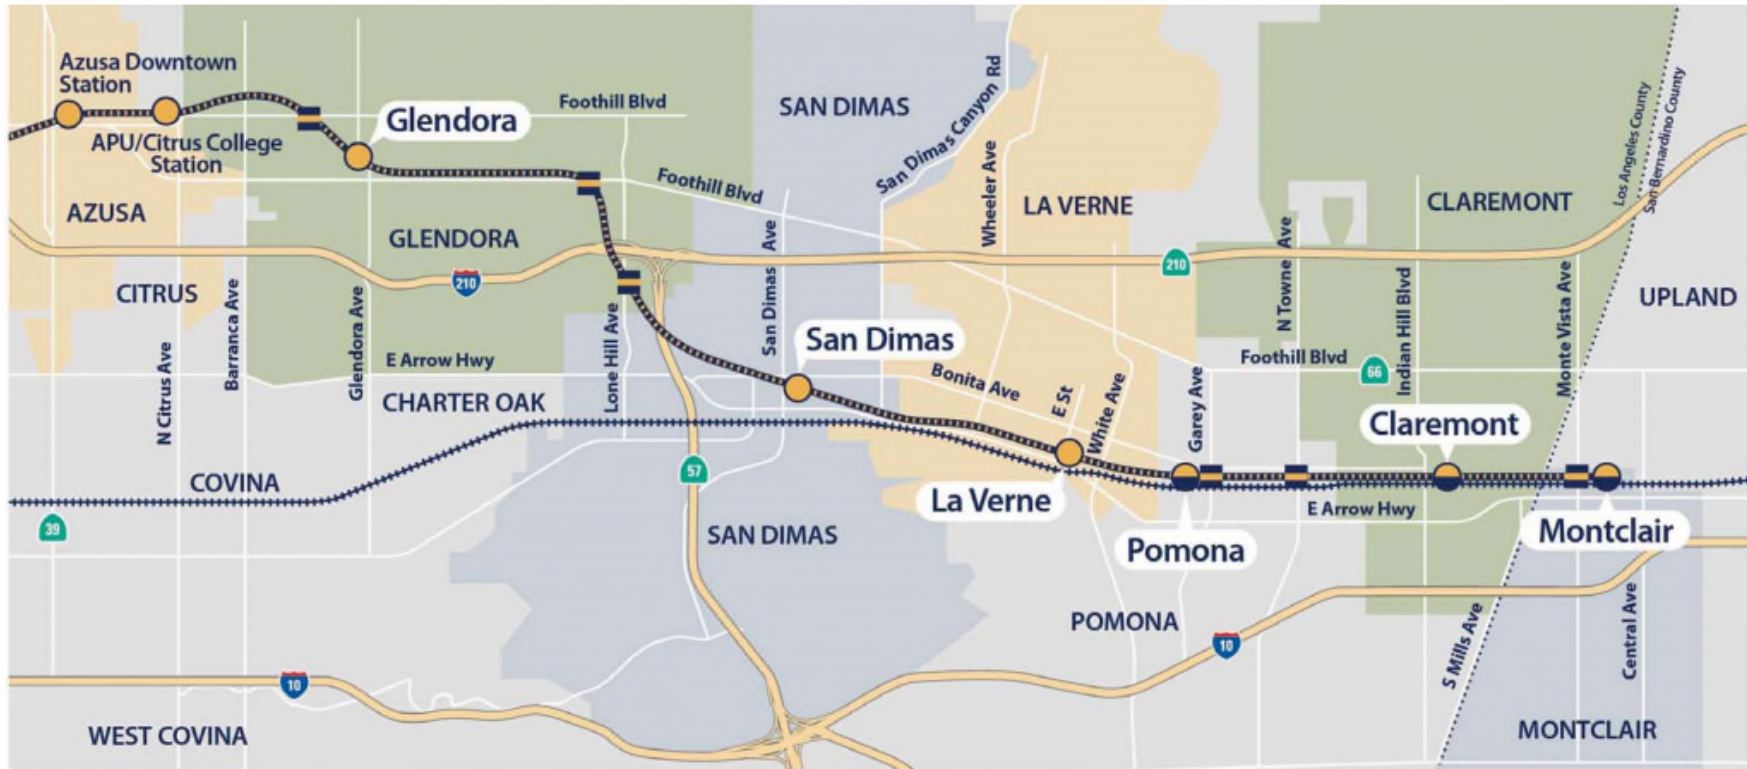 Azusa Downtown
Station
APU/Citrus College
Station
Glendora
Foothill Blvd
Foothill Blvd
SAN DIMAS
San Dimas Canyon Rd
Wheeler Ave
LA VERNE
CLAREMONT
Los Angeles County
San Bernardino County
AZUSA
GLENDORA
210
210
CITRUS
UPLAND
N Citrus Ave
Barranca Ave
Glendora Ave
E Arrow Hwy
Lone Hill Ave
San Dimas Ave
San Dimas
Bonita Ave
E St
White Ave
Garey Ave
N Towne Ave
Foothill Blvd
66
Indian Hill Blvd
Monte Vista Ave
CHARTER OAK
Claremont
COVINA
57
La Verne
E Arrow Hwy
39
SAN DIMAS
Pomona
Montclair
POMONA
10
10
S Mills Ave
Central Ave
WEST COVINA
MONTCLAIR